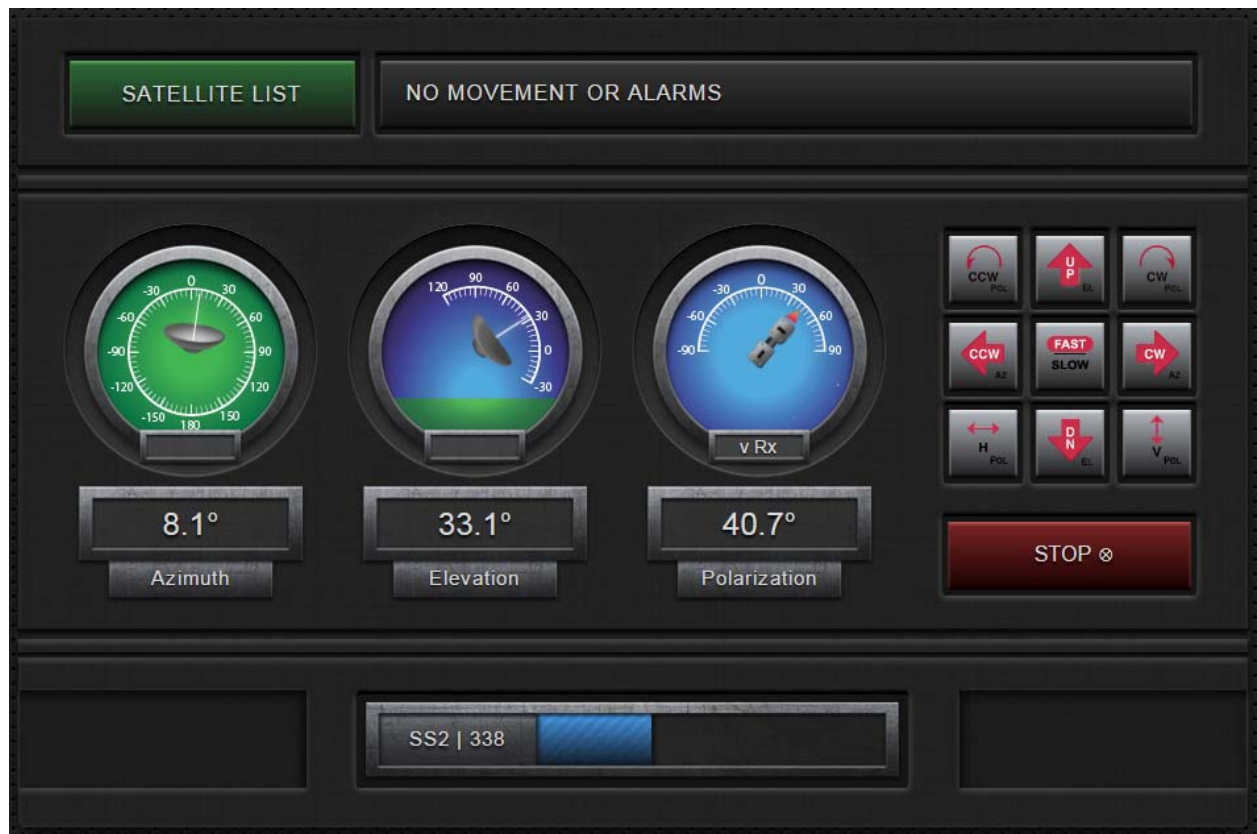 SATELLITE LIST
NO MOVEMENT OR ALARMS
-30 0 30
-60 60
-90 90
-120 120
-150 180 150
120 90 60
30
0
-30
-30 0 30
-60 60
-90 90
v Rx
CCW POL
UP EL
CW POL
CCW AZ
FAST
SLOW
CW AZ
H POL
DN EL
V POL
8.1°
33.1°
40.7°
Azimuth
Elevation
Polarization
STOP ⊗
SS2 | 338